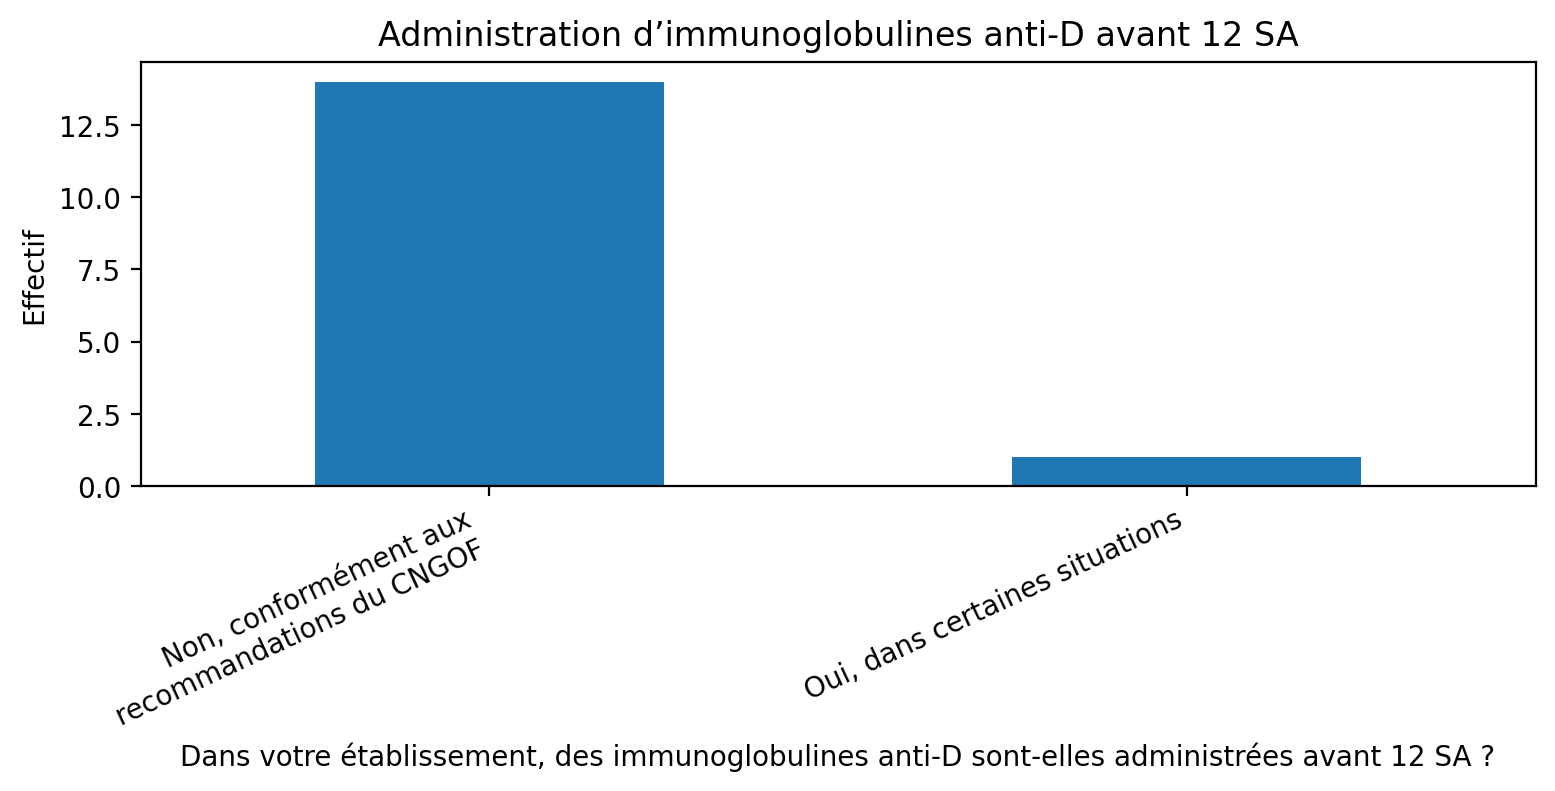 Administration d’immunoglobulines anti-D avant 12 SA
Effectif
12.5
10.0
7.5
5.0
2.5
0.0
Non, conformément aux
recommandations du CNGOF
Oui, dans certaines situations
Dans votre établissement, des immunoglobulines anti-D sont-elles administrées avant 12 SA ?